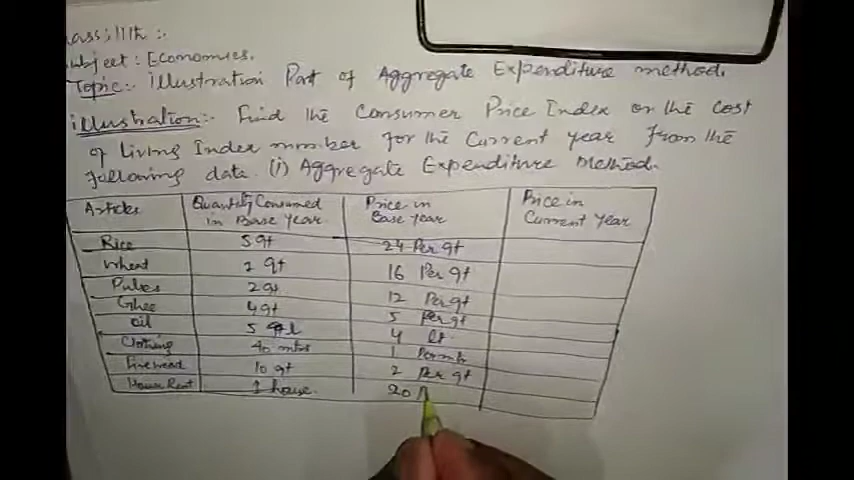 ass: 11th :-
ubject : Economics.
Topic:- illustration Part of Aggregate Expenditure method.
illustration:- Find the Consumer Price Index or the cost
of living Index number for the Current year from the
following data. (i) Aggregate Expenditure Method.
Articles Quantity Consumed in Base Year Price in Base Year Price in Current Year
Rice 5 qt 24 Per qt
Wheat 2 qt 16 Per qt
Pulses 2 qt 12 Per qt
Ghee 4 qt 5 Per qt
oil 5 l 4 lt.
Clothing 40 mtrs 1 Per mtr
Firewood 10 qt 2 Per qt
House Rent 1 house. 20